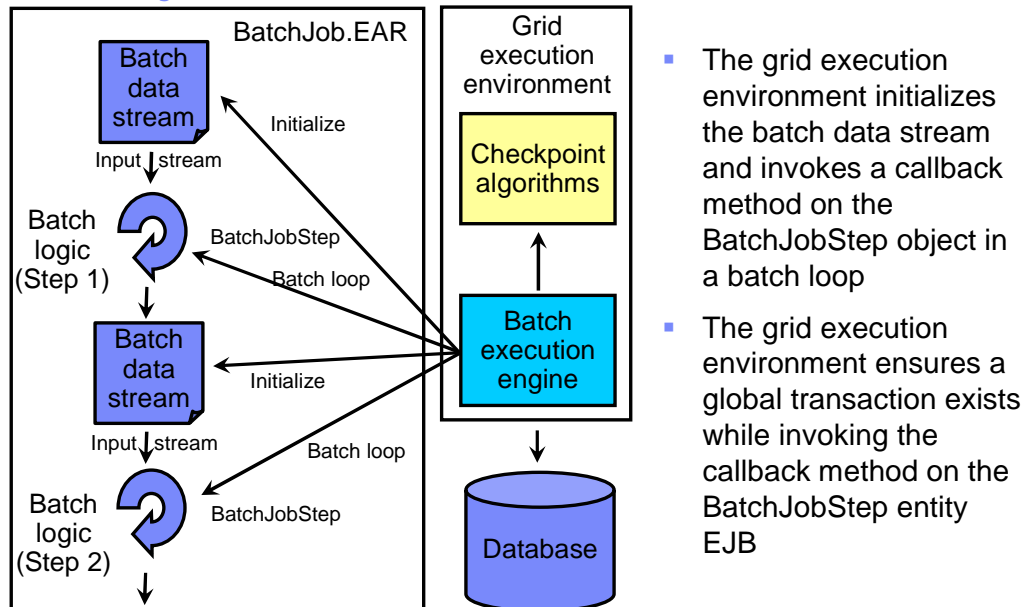 BatchJob.EAR
Batch
data
stream
Initialize
Input stream
Batch
logic
(Step 1)
BatchJobStep
Batch loop
Batch
data
stream
Initialize
Input stream
Batch loop
Batch
logic
(Step 2)
BatchJobStep
Grid
execution
environment
Checkpoint
algorithms
Batch
execution
engine
Database
The grid execution
environment initializes
the batch data stream
and invokes a callback
method on the
BatchJobStep object in
a batch loop
The grid execution
environment ensures a
global transaction exists
while invoking the
callback method on the
BatchJobStep entity
EJB